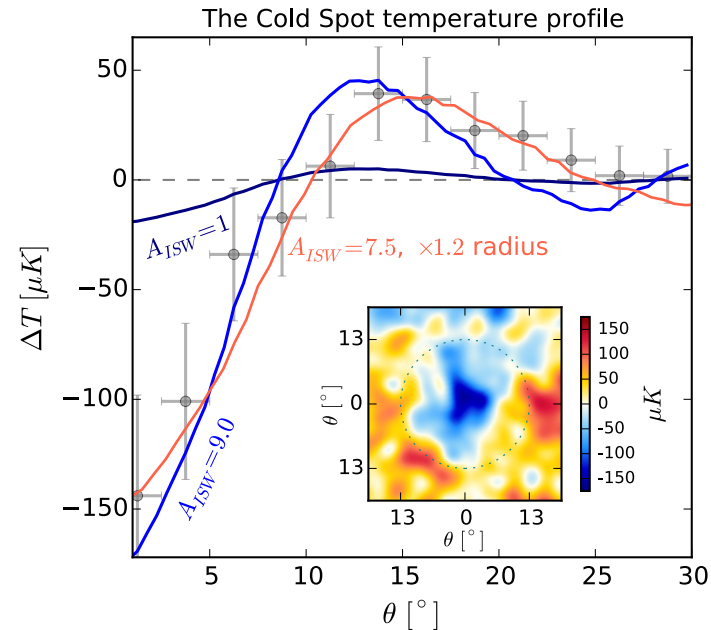 The Cold Spot temperature profile
50
0
−50
−100
−150
ΔT [μK]
5
10
15
20
25
30
θ [°]
A_ISW=1
A_ISW=7.5, ×1.2 radius
A_ISW=9.0
13
0
13
θ [°]
13
0
13
θ [°]
150
100
50
0
-50
-100
-150
μK